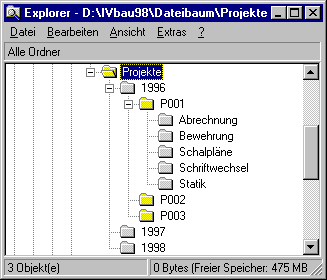 Explorer - D:\IVbau98\Dateibaum\Projekte
Datei Bearbeiten Ansicht Extras ?
Alle Ordner
Projekte
1996
P001
Abrechnung
Bewehrung
Schalpläne
Schriftwechsel
Statik
P002
P003
1997
1998
3 Objekt(e) 0 Bytes (Freier Speicher: 475 MB